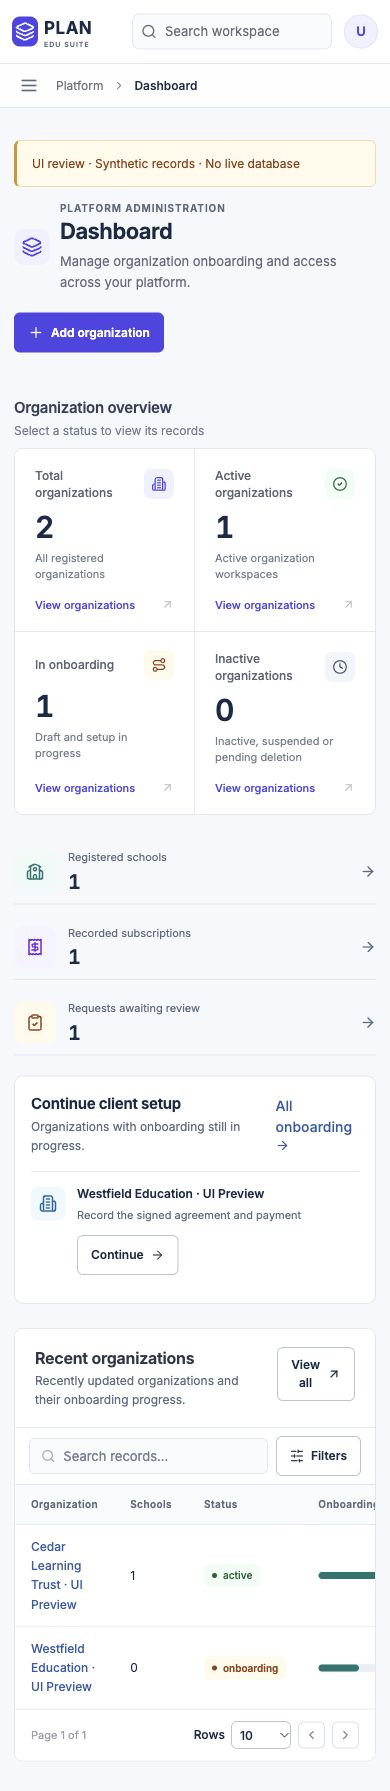 PLAN
EDU SUITE
Search workspace
U
Platform
Dashboard
UI review · Synthetic records · No live database
PLATFORM ADMINISTRATION
Dashboard
Manage organization onboarding and access
across your platform.
Add organization
Organization overview
Select a status to view its records
Total
organizations
2
All registered
organizations
View organizations
Active
organizations
1
Active organization
workspaces
View organizations
In onboarding
1
Draft and setup in
progress
View organizations
Inactive
organizations
0
Inactive, suspended or
pending deletion
View organizations
Registered schools
1
Recorded subscriptions
1
Requests awaiting review
1
Continue client setup
Organizations with onboarding still in
progress.
All
onboarding
Westfield Education · UI Preview
Record the signed agreement and payment
Continue
Recent organizations
Recently updated organizations and
their onboarding progress.
View
all
Search records...
Filters
Organization Schools Status Onboarding
Cedar
Learning
Trust · UI
Preview
1
active
Westfield
Education ·
UI Preview
0
onboarding
Page 1 of 1
Rows
10